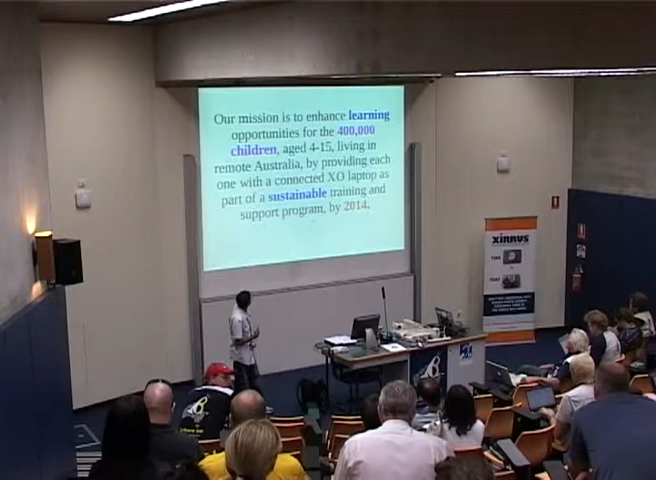 Our mission is to enhance learning
opportunities for the 400,000
children, aged 4-15, living in
remote Australia, by providing each
one with a connected XO laptop as
part of a sustainable training and
support program, by 2014.
XIRRUS